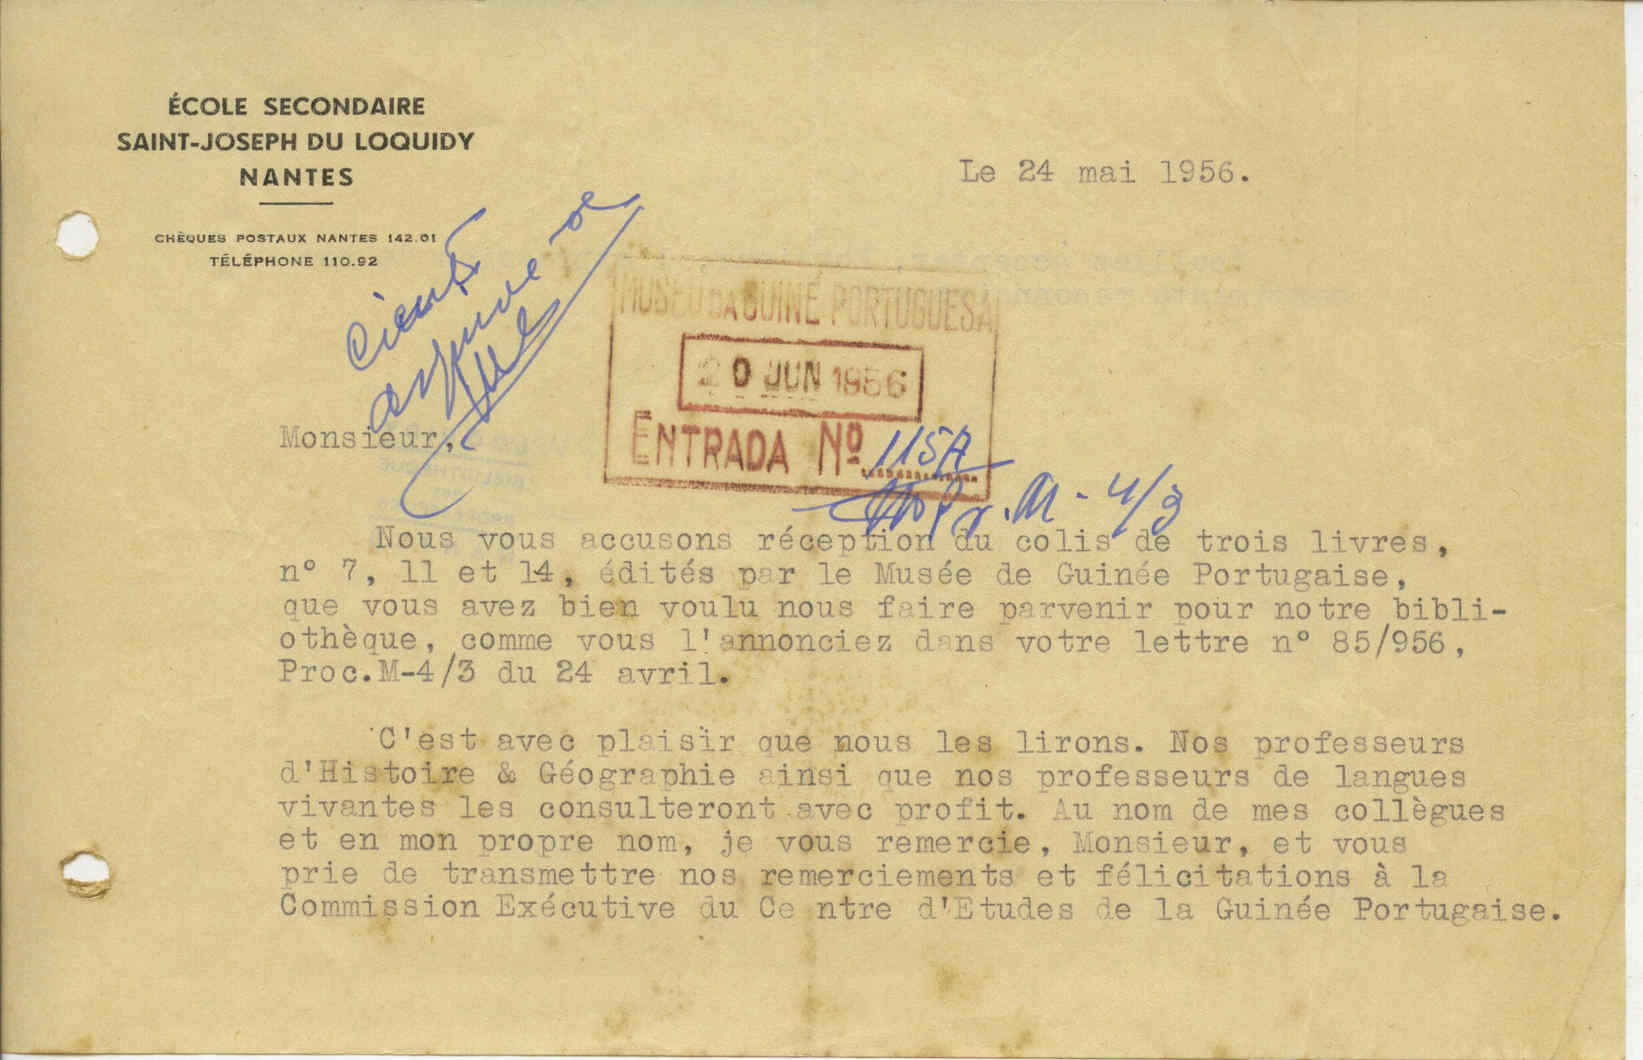 ÉCOLE SECONDAIRE
SAINT-JOSEPH DU LOQUIDY
NANTES
CHÈQUES POSTAUX NANTES 142.01
TÉLÉPHONE 110.92
Le 24 mai 1956.
Ciente
arquive-se
MUSEU DA GUINÉ PORTUGUESA
20 JUN 1956
ENTRADA Nº 115A
M-4/3
Monsieur,
Nous vous accusons réception du colis de trois livres,
n° 7, 11 et 14, édités par le Musée de Guinée Portugaise,
que vous avez bien voulu nous faire parvenir pour notre bibli-
othèque, comme vous l'annonciez dans votre lettre n° 85/956,
Proc.M-4/3 du 24 avril.
C'est avec plaisir que nous les lirons. Nos professeurs
d'Histoire & Géographie ainsi que nos professeurs de langues
vivantes les consulteront avec profit. Au nom de mes collègues
et en mon propre nom, je vous remercie, Monsieur, et vous
prie de transmettre nos remerciements et félicitations à la
Commission Exécutive du Ce ntre d'Etudes de la Guinée Portugaise.